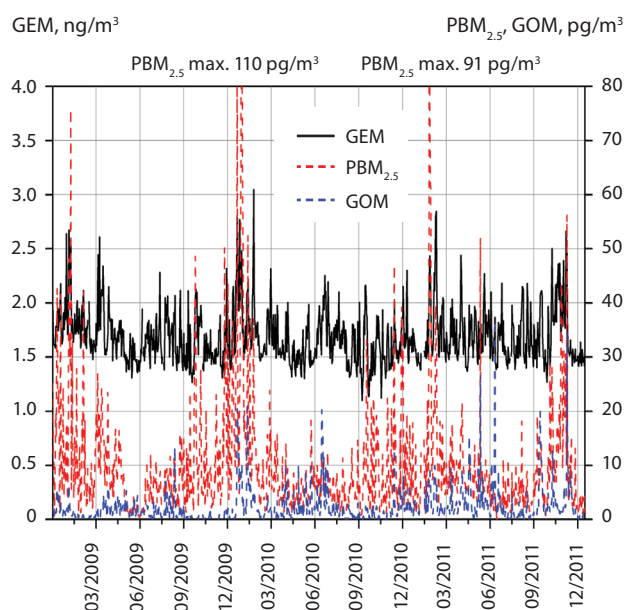 GEM, ng/m³ PBM₂.₅, GOM, pg/m³
PBM₂.₅ max. 110 pg/m³ PBM₂.₅ max. 91 pg/m³
4.0 80
3.5 70
GEM
3.0 PBM₂.₅ 60
GOM
2.5 50
2.0 40
1.5 30
1.0 20
0.5 10
0 0
03/2009 06/2009 09/2009 12/2009 03/2010 06/2010 09/2010 12/2010 03/2011 06/2011 09/2011 12/2011